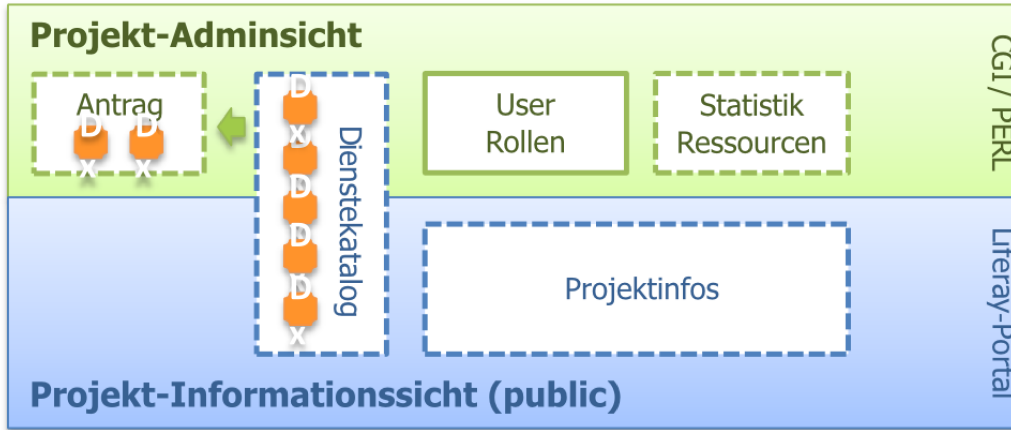 Projekt-Adminsicht
CGI / PERL
Antrag
D
x
D
x
D
x
D
D
D
D
x
Dienstekatalog
User
Rollen
Statistik
Ressourcen
Projektinfos
Liferay-Portal
Projekt-Informationssicht (public)